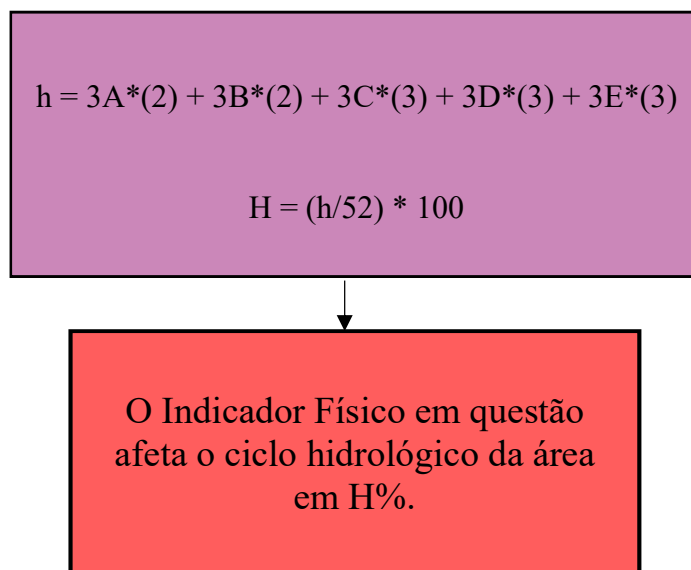 h = 3A*(2) + 3B*(2) + 3C*(3) + 3D*(3) + 3E*(3)
H = (h/52) * 100
O Indicador Físico em questão
afeta o ciclo hidrológico da área
em H%.